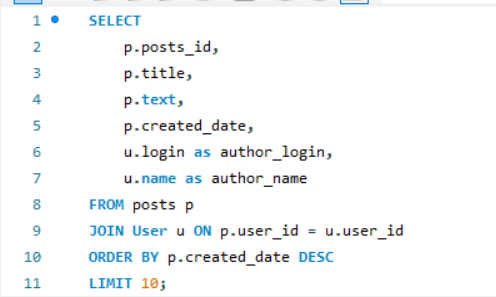 1 SELECT
2 p.posts_id,
3 p.title,
4 p.text,
5 p.created_date,
6 u.login as author_login,
7 u.name as author_name
8 FROM posts p
9 JOIN User u ON p.user_id = u.user_id
10 ORDER BY p.created_date DESC
11 LIMIT 10;